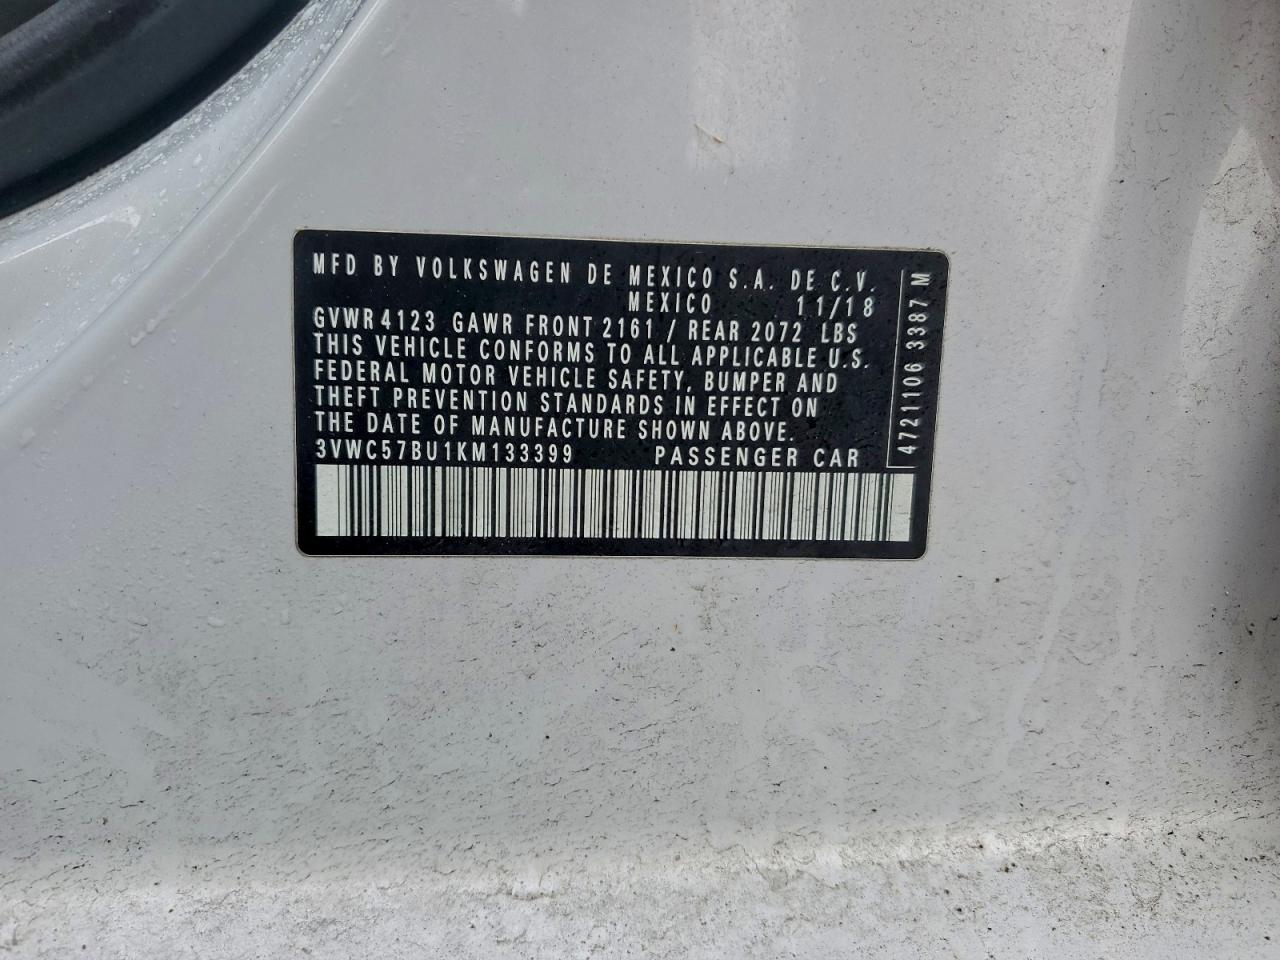 MFD BY VOLKSWAGEN DE MEXICO S.A. DE C.V.
MEXICO 11/18
GVWR 4123 GAWR FRONT 2161 / REAR 2072 LBS
THIS VEHICLE CONFORMS TO ALL APPLICABLE U.S.
FEDERAL MOTOR VEHICLE SAFETY, BUMPER AND
THEFT PREVENTION STANDARDS IN EFFECT ON
THE DATE OF MANUFACTURE SHOWN ABOVE.
3VWC57BU1KM133399 PASSENGER CAR
4721106 3387 M